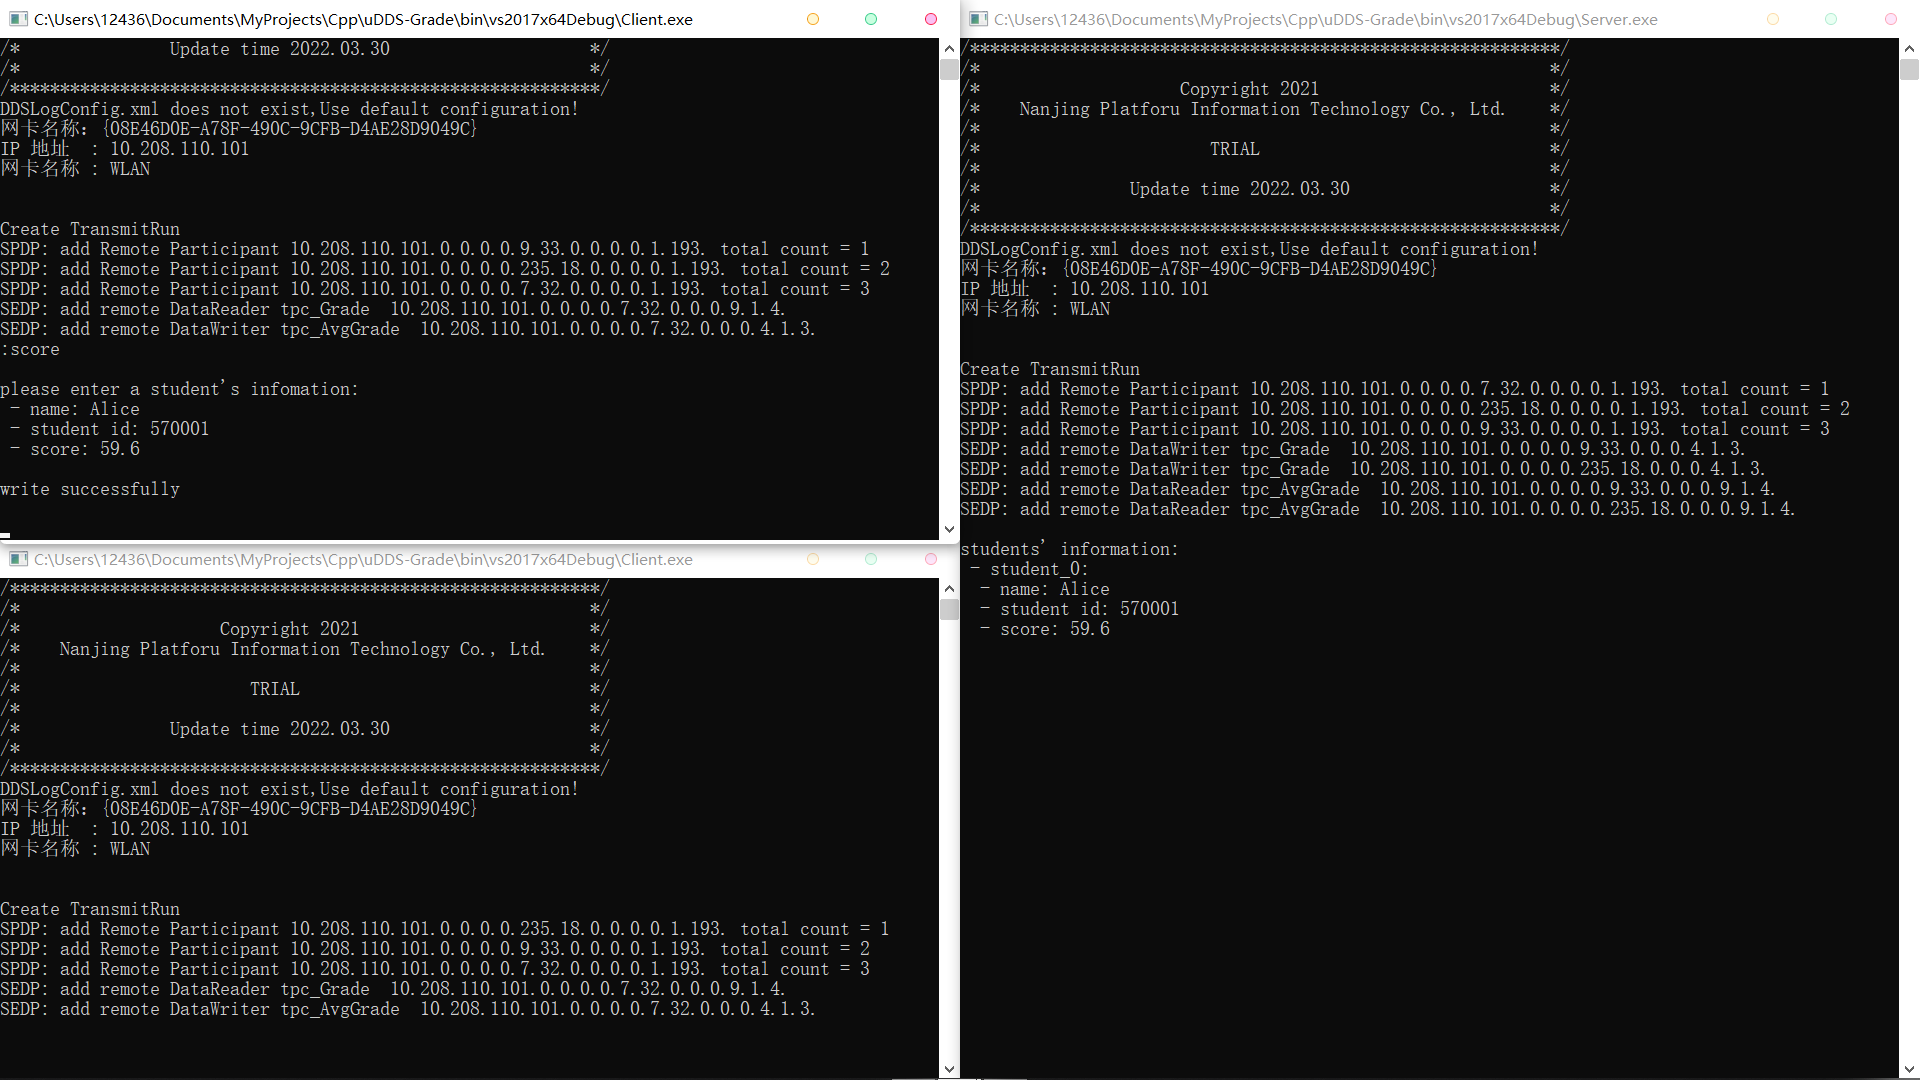 C:\Users\12436\Documents\MyProjects\Cpp\uDDS-Grade\bin\vs2017x64Debug\Client.exe
/* Update time 2022.03.30 */
/* */
/***********************************************************/
DDSLogConfig.xml does not exist,Use default configuration!
网卡名称：{08E46D0E-A78F-490C-9CFB-D4AE28D9049C}
IP 地址 : 10.208.110.101
网卡名称 : WLAN
Create TransmitRun
SPDP: add Remote Participant 10.208.110.101.0.0.0.0.9.33.0.0.0.0.1.193. total count = 1
SPDP: add Remote Participant 10.208.110.101.0.0.0.0.235.18.0.0.0.0.1.193. total count = 2
SPDP: add Remote Participant 10.208.110.101.0.0.0.0.7.32.0.0.0.0.1.193. total count = 3
SEDP: add remote DataReader tpc_Grade 10.208.110.101.0.0.0.0.7.32.0.0.0.9.1.4.
SEDP: add remote DataWriter tpc_AvgGrade 10.208.110.101.0.0.0.0.7.32.0.0.0.4.1.3.
:score
please enter a student's infomation:
- name: Alice
- student id: 570001
- score: 59.6
write successfully
C:\Users\12436\Documents\MyProjects\Cpp\uDDS-Grade\bin\vs2017x64Debug\Client.exe
/***********************************************************/
/* */
/* Copyright 2021 */
/* Nanjing Platforu Information Technology Co., Ltd. */
/* */
/* TRIAL */
/* */
/* Update time 2022.03.30 */
/* */
/***********************************************************/
DDSLogConfig.xml does not exist,Use default configuration!
网卡名称：{08E46D0E-A78F-490C-9CFB-D4AE28D9049C}
IP 地址 : 10.208.110.101
网卡名称 : WLAN
Create TransmitRun
SPDP: add Remote Participant 10.208.110.101.0.0.0.0.235.18.0.0.0.0.1.193. total count = 1
SPDP: add Remote Participant 10.208.110.101.0.0.0.0.9.33.0.0.0.0.1.193. total count = 2
SPDP: add Remote Participant 10.208.110.101.0.0.0.0.7.32.0.0.0.0.1.193. total count = 3
SEDP: add remote DataReader tpc_Grade 10.208.110.101.0.0.0.0.7.32.0.0.0.9.1.4.
SEDP: add remote DataWriter tpc_AvgGrade 10.208.110.101.0.0.0.0.7.32.0.0.0.4.1.3.
C:\Users\12436\Documents\MyProjects\Cpp\uDDS-Grade\bin\vs2017x64Debug\Server.exe
/***********************************************************/
/* */
/* Copyright 2021 */
/* Nanjing Platforu Information Technology Co., Ltd. */
/* */
/* TRIAL */
/* */
/* Update time 2022.03.30 */
/* */
/***********************************************************/
DDSLogConfig.xml does not exist,Use default configuration!
网卡名称：{08E46D0E-A78F-490C-9CFB-D4AE28D9049C}
IP 地址 : 10.208.110.101
网卡名称 : WLAN
Create TransmitRun
SPDP: add Remote Participant 10.208.110.101.0.0.0.0.7.32.0.0.0.0.1.193. total count = 1
SPDP: add Remote Participant 10.208.110.101.0.0.0.0.235.18.0.0.0.0.1.193. total count = 2
SPDP: add Remote Participant 10.208.110.101.0.0.0.0.9.33.0.0.0.0.1.193. total count = 3
SEDP: add remote DataWriter tpc_Grade 10.208.110.101.0.0.0.0.9.33.0.0.0.4.1.3.
SEDP: add remote DataWriter tpc_Grade 10.208.110.101.0.0.0.0.235.18.0.0.0.4.1.3.
SEDP: add remote DataReader tpc_AvgGrade 10.208.110.101.0.0.0.0.9.33.0.0.0.9.1.4.
SEDP: add remote DataReader tpc_AvgGrade 10.208.110.101.0.0.0.0.235.18.0.0.0.9.1.4.
students' information:
- student_0:
- name: Alice
- student id: 570001
- score: 59.6